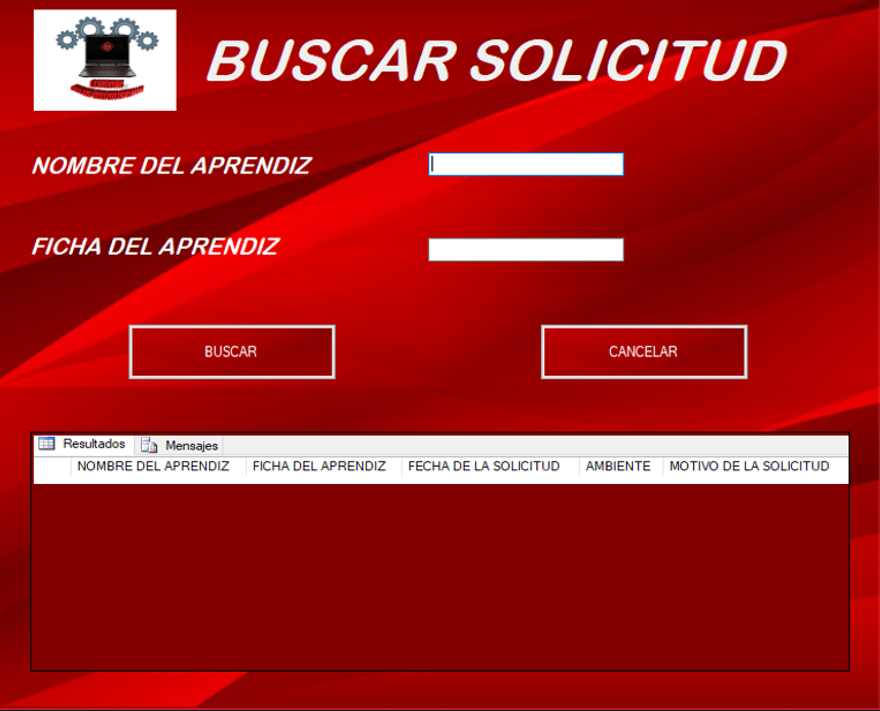 BUSCAR SOLICITUD
NOMBRE DEL APRENDIZ
FICHA DEL APRENDIZ
BUSCAR CANCELAR
Resultados Mensajes
NOMBRE DEL APRENDIZ FICHA DEL APRENDIZ FECHA DE LA SOLICITUD AMBIENTE MOTIVO DE LA SOLICITUD